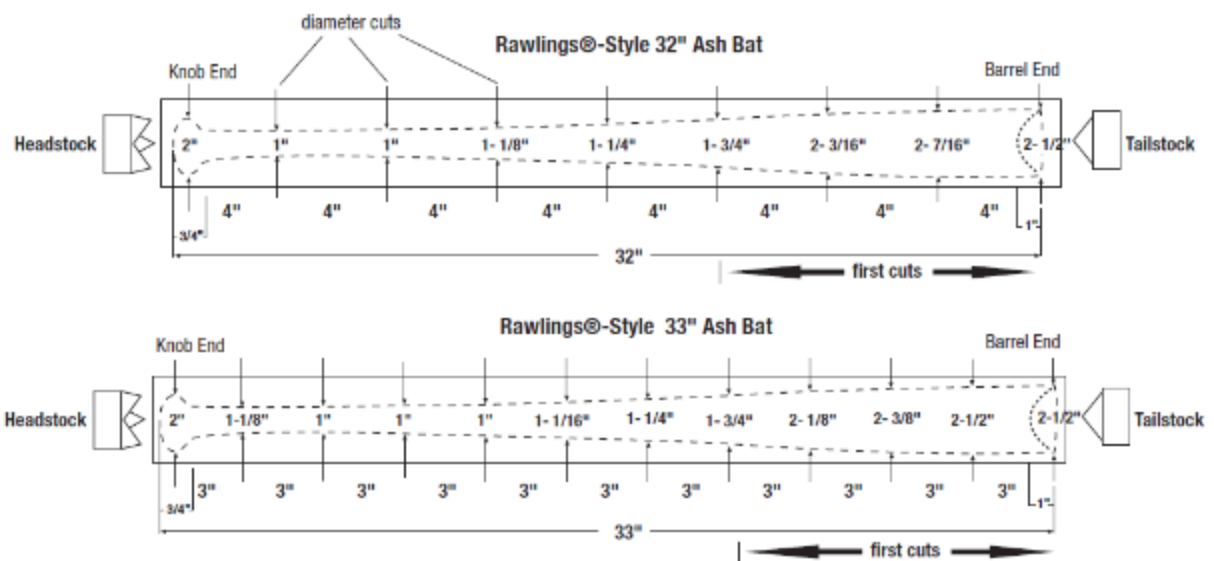 diameter cuts
Rawlings®-Style 32" Ash Bat
Knob End
Barrel End
Headstock
2" 1" 1" 1- 1/8" 1- 1/4" 1- 3/4" 2- 3/16" 2- 7/16" 2- 1/2"
Tailstock
4" 4" 4" 4" 4" 4" 4" 4"
3/4"
1"
32"
first cuts
Rawlings®-Style 33" Ash Bat
Knob End
Barrel End
Headstock
2" 1-1/8" 1" 1" 1" 1- 1/16" 1- 1/4" 1- 3/4" 2- 1/8" 2- 3/8" 2-1/2" 2-1/2"
Tailstock
3" 3" 3" 3" 3" 3" 3" 3" 3" 3" 3"
3/4"
1"
33"
first cuts